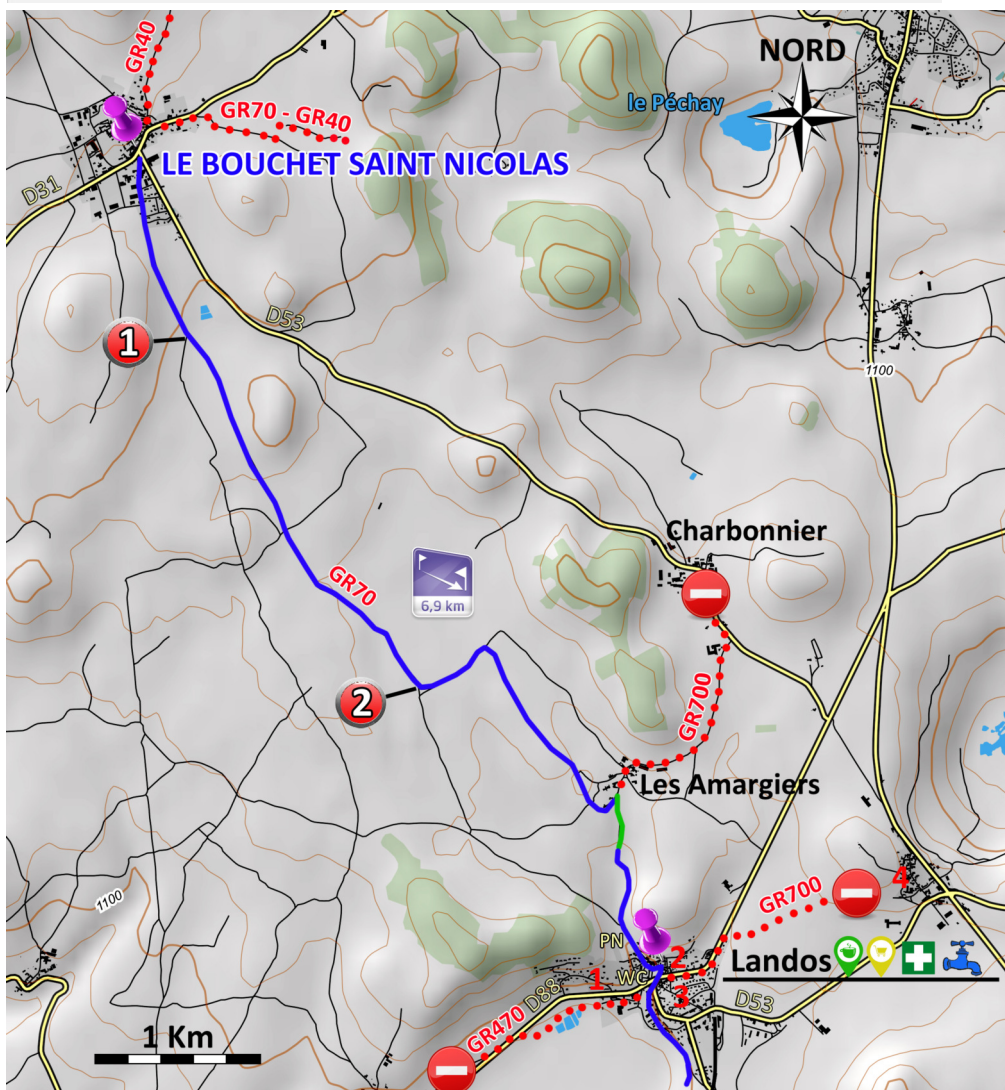 GR40
NORD
le Péchay
GR70 - GR40
LE BOUCHET SAINT NICOLAS
D31
D53
1
1100
Charbonnier
GR70
6,9 km
2
GR700
Les Amargiers
1100
GR700
4
PN
2
Landos
WC
1
D88
3
D53
GR470
1 Km